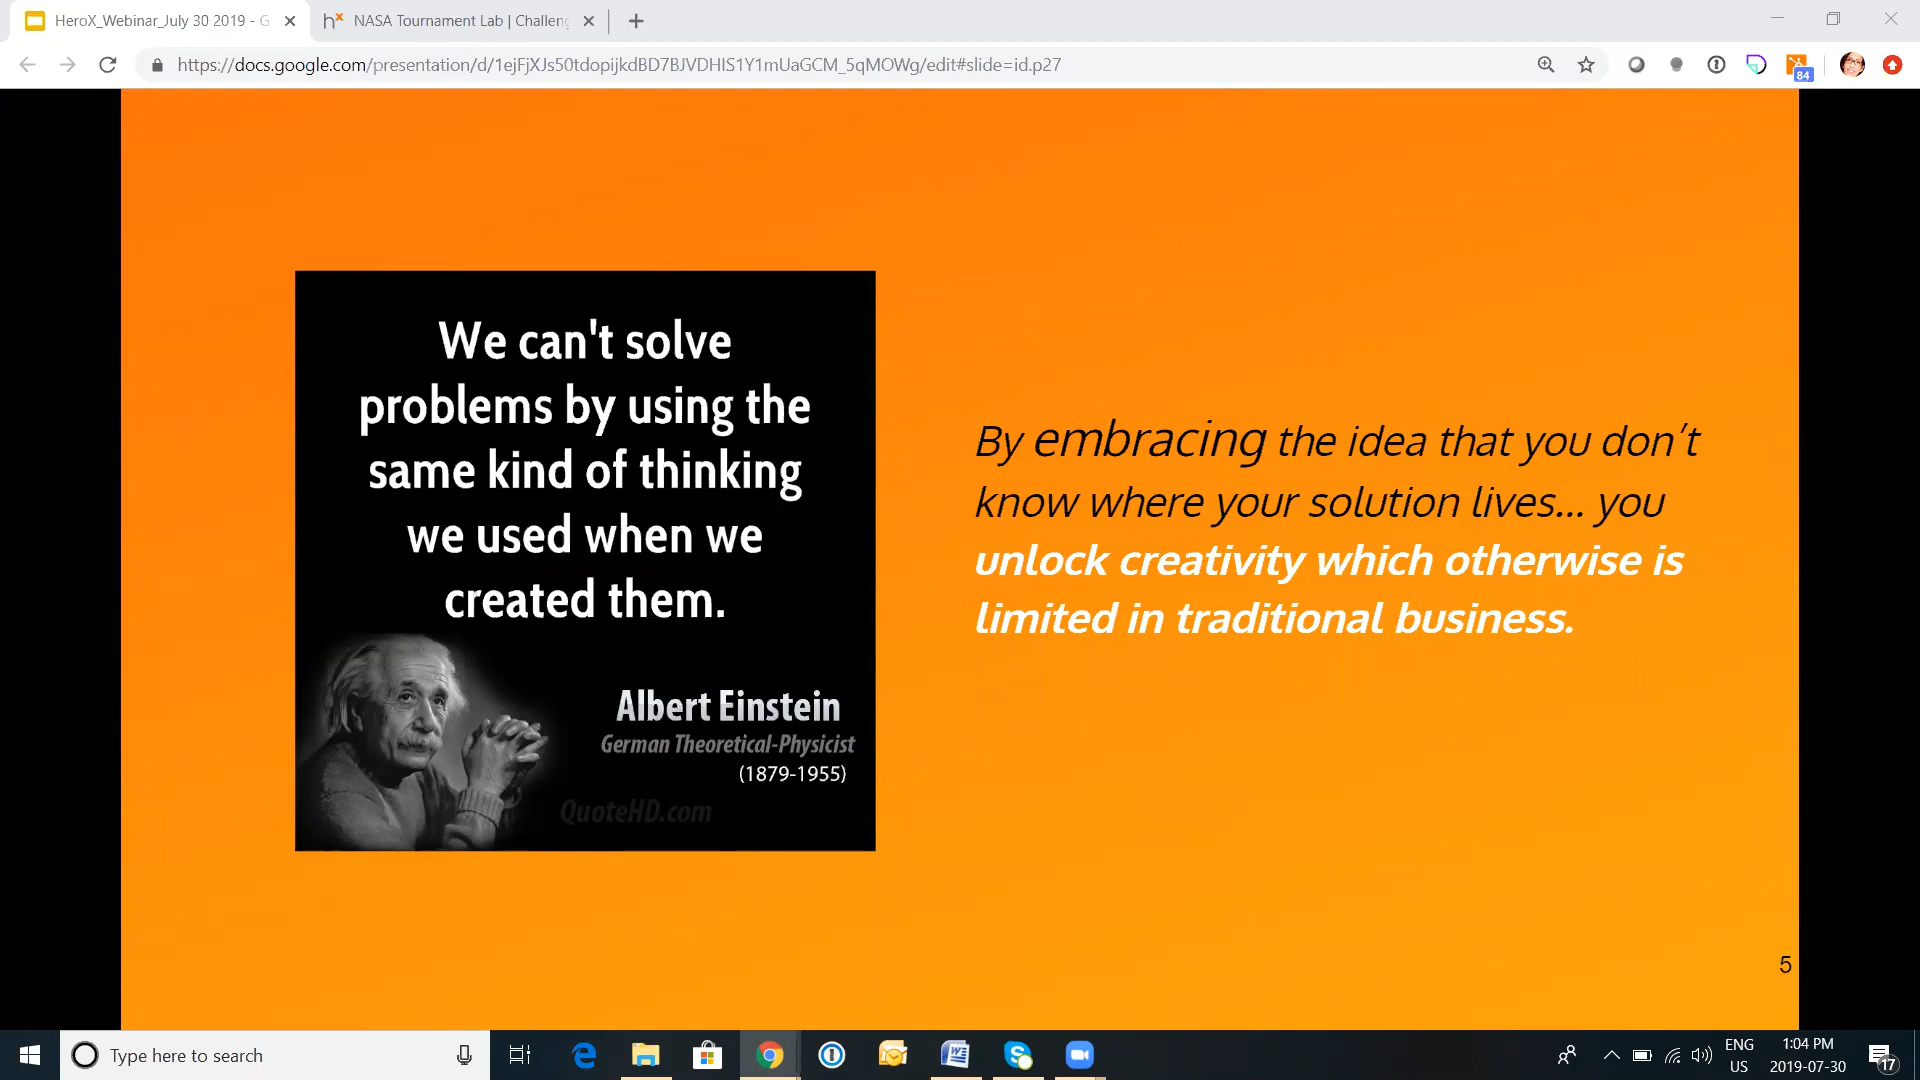 HeroX_Webinar_July 30 2019 - G
hx NASA Tournament Lab | Challeng
https://docs.google.com/presentation/d/1ejFjXJs50tdopijkdBD7BJVDHIS1Y1mUaGCM_5qMOWg/edit#slide=id.p27
84
We can't solve
problems by using the
same kind of thinking
we used when we
created them.
Albert Einstein
German Theoretical-Physicist
(1879-1955)
QuoteHD.com
By embracing the idea that you don’t
know where your solution lives... you
unlock creativity which otherwise is
limited in traditional business.
5
Type here to search
ENG
US
1:04 PM
2019-07-30
17